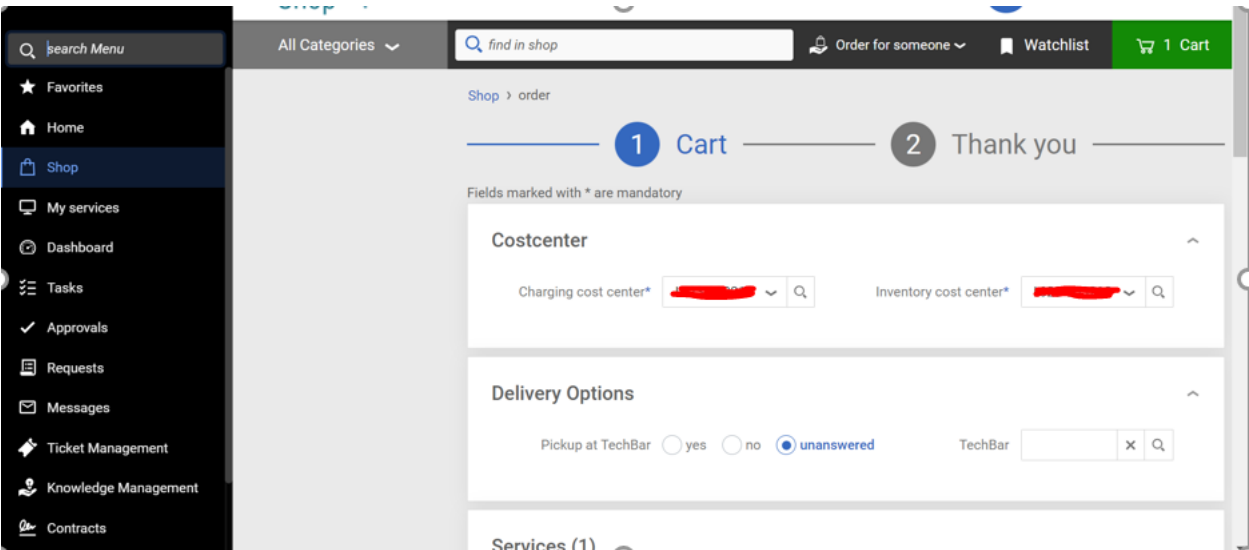 Shop
search Menu
Favorites
Home
Shop
My services
Dashboard
Tasks
Approvals
Requests
Messages
Ticket Management
Knowledge Management
Contracts
All Categories
find in shop
Order for someone
Watchlist
1 Cart
Shop > order
1 Cart
2 Thank you
Fields marked with * are mandatory
Costcenter
Charging cost center*
Inventory cost center*
Delivery Options
Pickup at TechBar yes no unanswered
TechBar
Services (1)